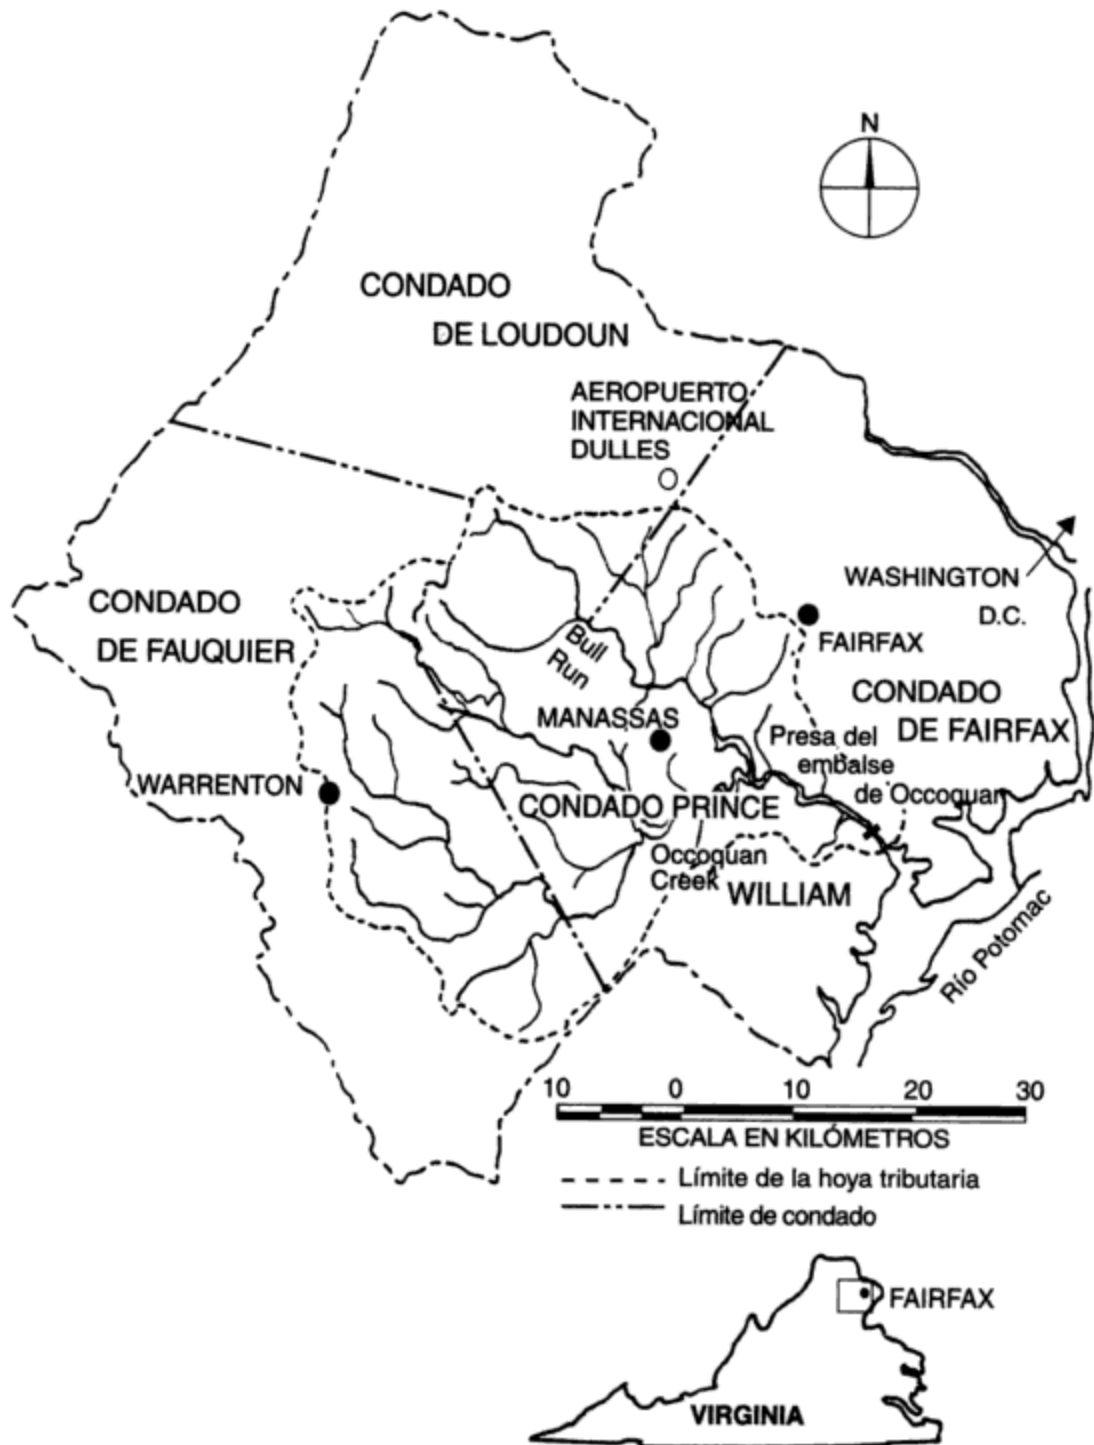 N
CONDADO
DE LOUDOUN
AEROPUERTO
INTERNACIONAL
DULLES
WASHINGTON
D.C.
CONDADO
DE FAUQUIER
FAIRFAX
Bull
Run
CONDADO
DE FAIRFAX
MANASSAS
Presa del
embalse
de Occoquan
WARRENTON
CONDADO PRINCE
WILLIAM
Occoquan
Creek
Río Potomac
10 0 10 20 30
ESCALA EN KILÓMETROS
Límite de la hoya tributaria
Límite de condado
FAIRFAX
VIRGINIA